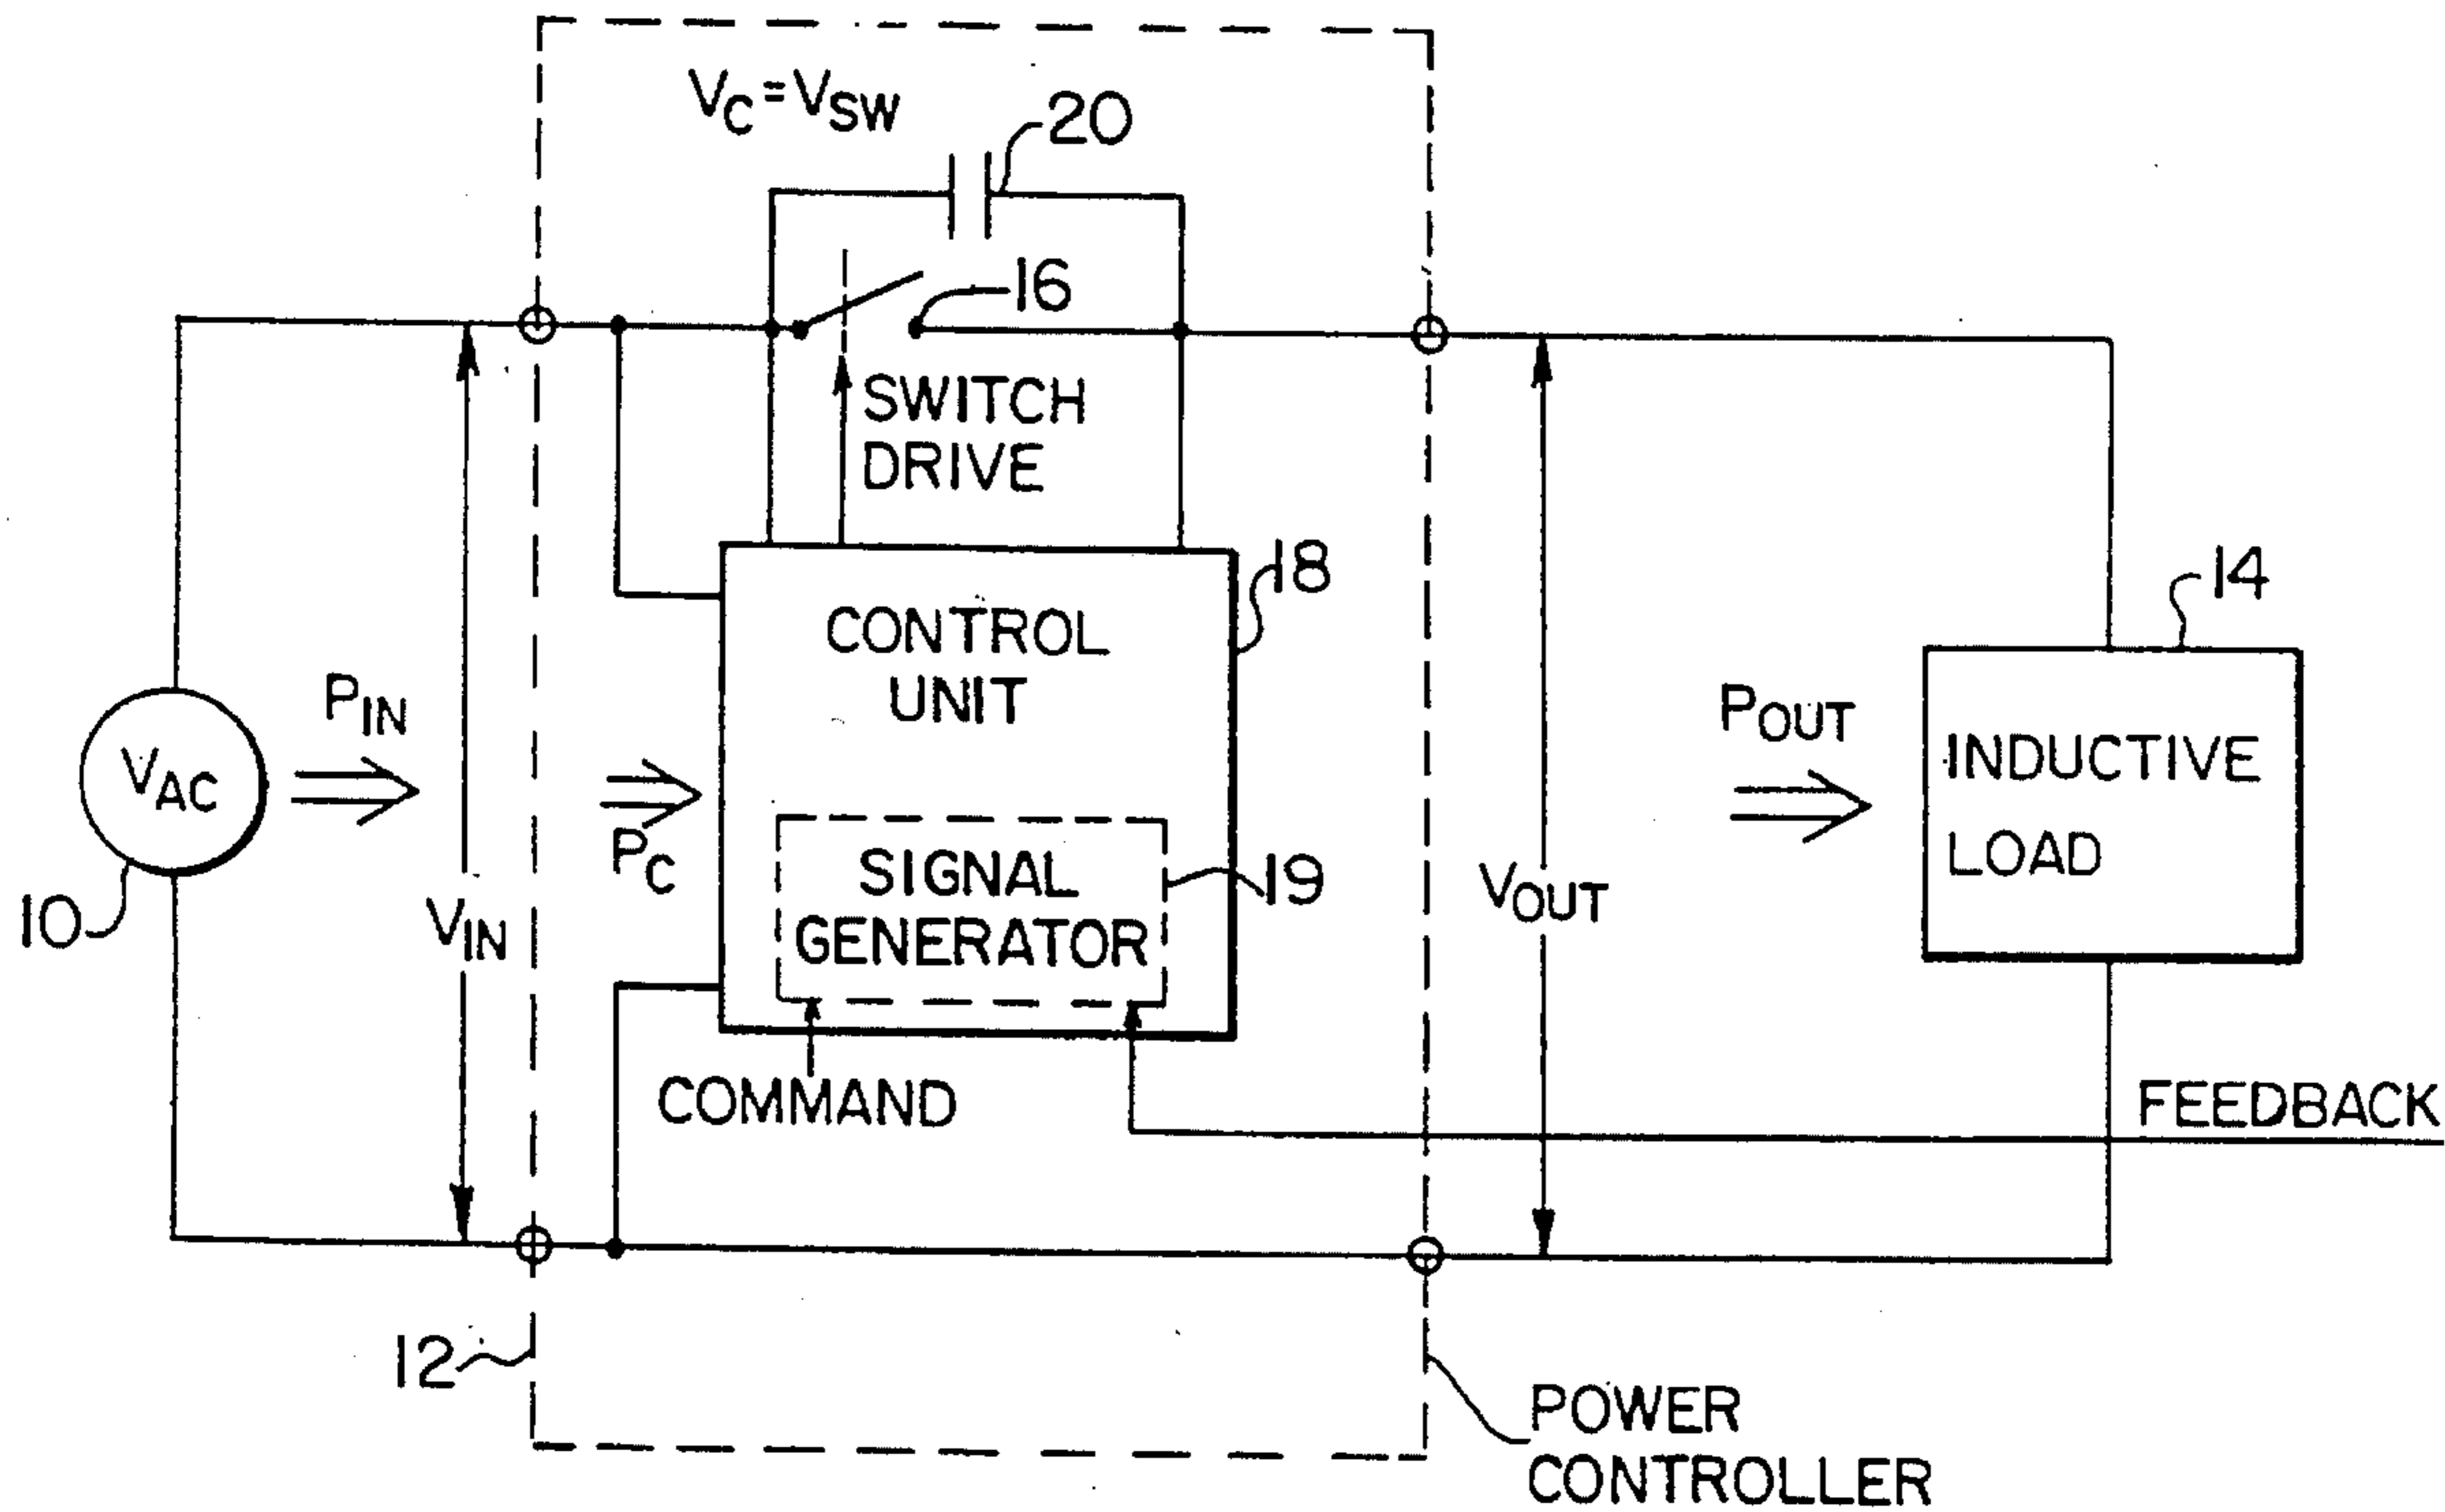 VC=VSW
20
16
SWITCH
DRIVE
18
CONTROL
UNIT
14
PIN
POUT
VAC
INDUCTIVE
LOAD
PC
SIGNAL
GENERATOR
19
10
VIN
VOUT
COMMAND
FEEDBACK
12
POWER
CONTROLLER